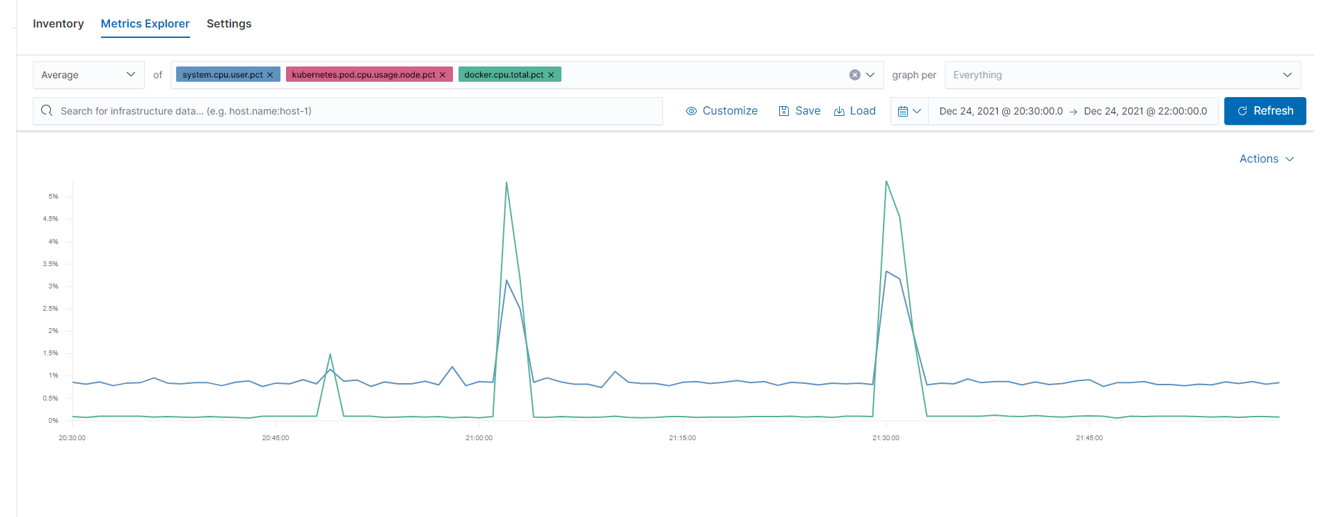 Inventory Metrics Explorer Settings
Average of system.cpu.user.pct × kubernetes.pod.cpu.usage.node.pct × docker.cpu.total.pct × graph per Everything
Search for infrastructure data... (e.g. host.name:host-1) Customize Save Load Dec 24, 2021 @ 20:30:00.0 → Dec 24, 2021 @ 22:00:00.0 Refresh
Actions
5%
4.5%
4%
3.5%
3%
2.5%
2%
1.5%
1%
0.5%
0%
20:30:00 20:45:00 21:00:00 21:15:00 21:30:00 21:45:00